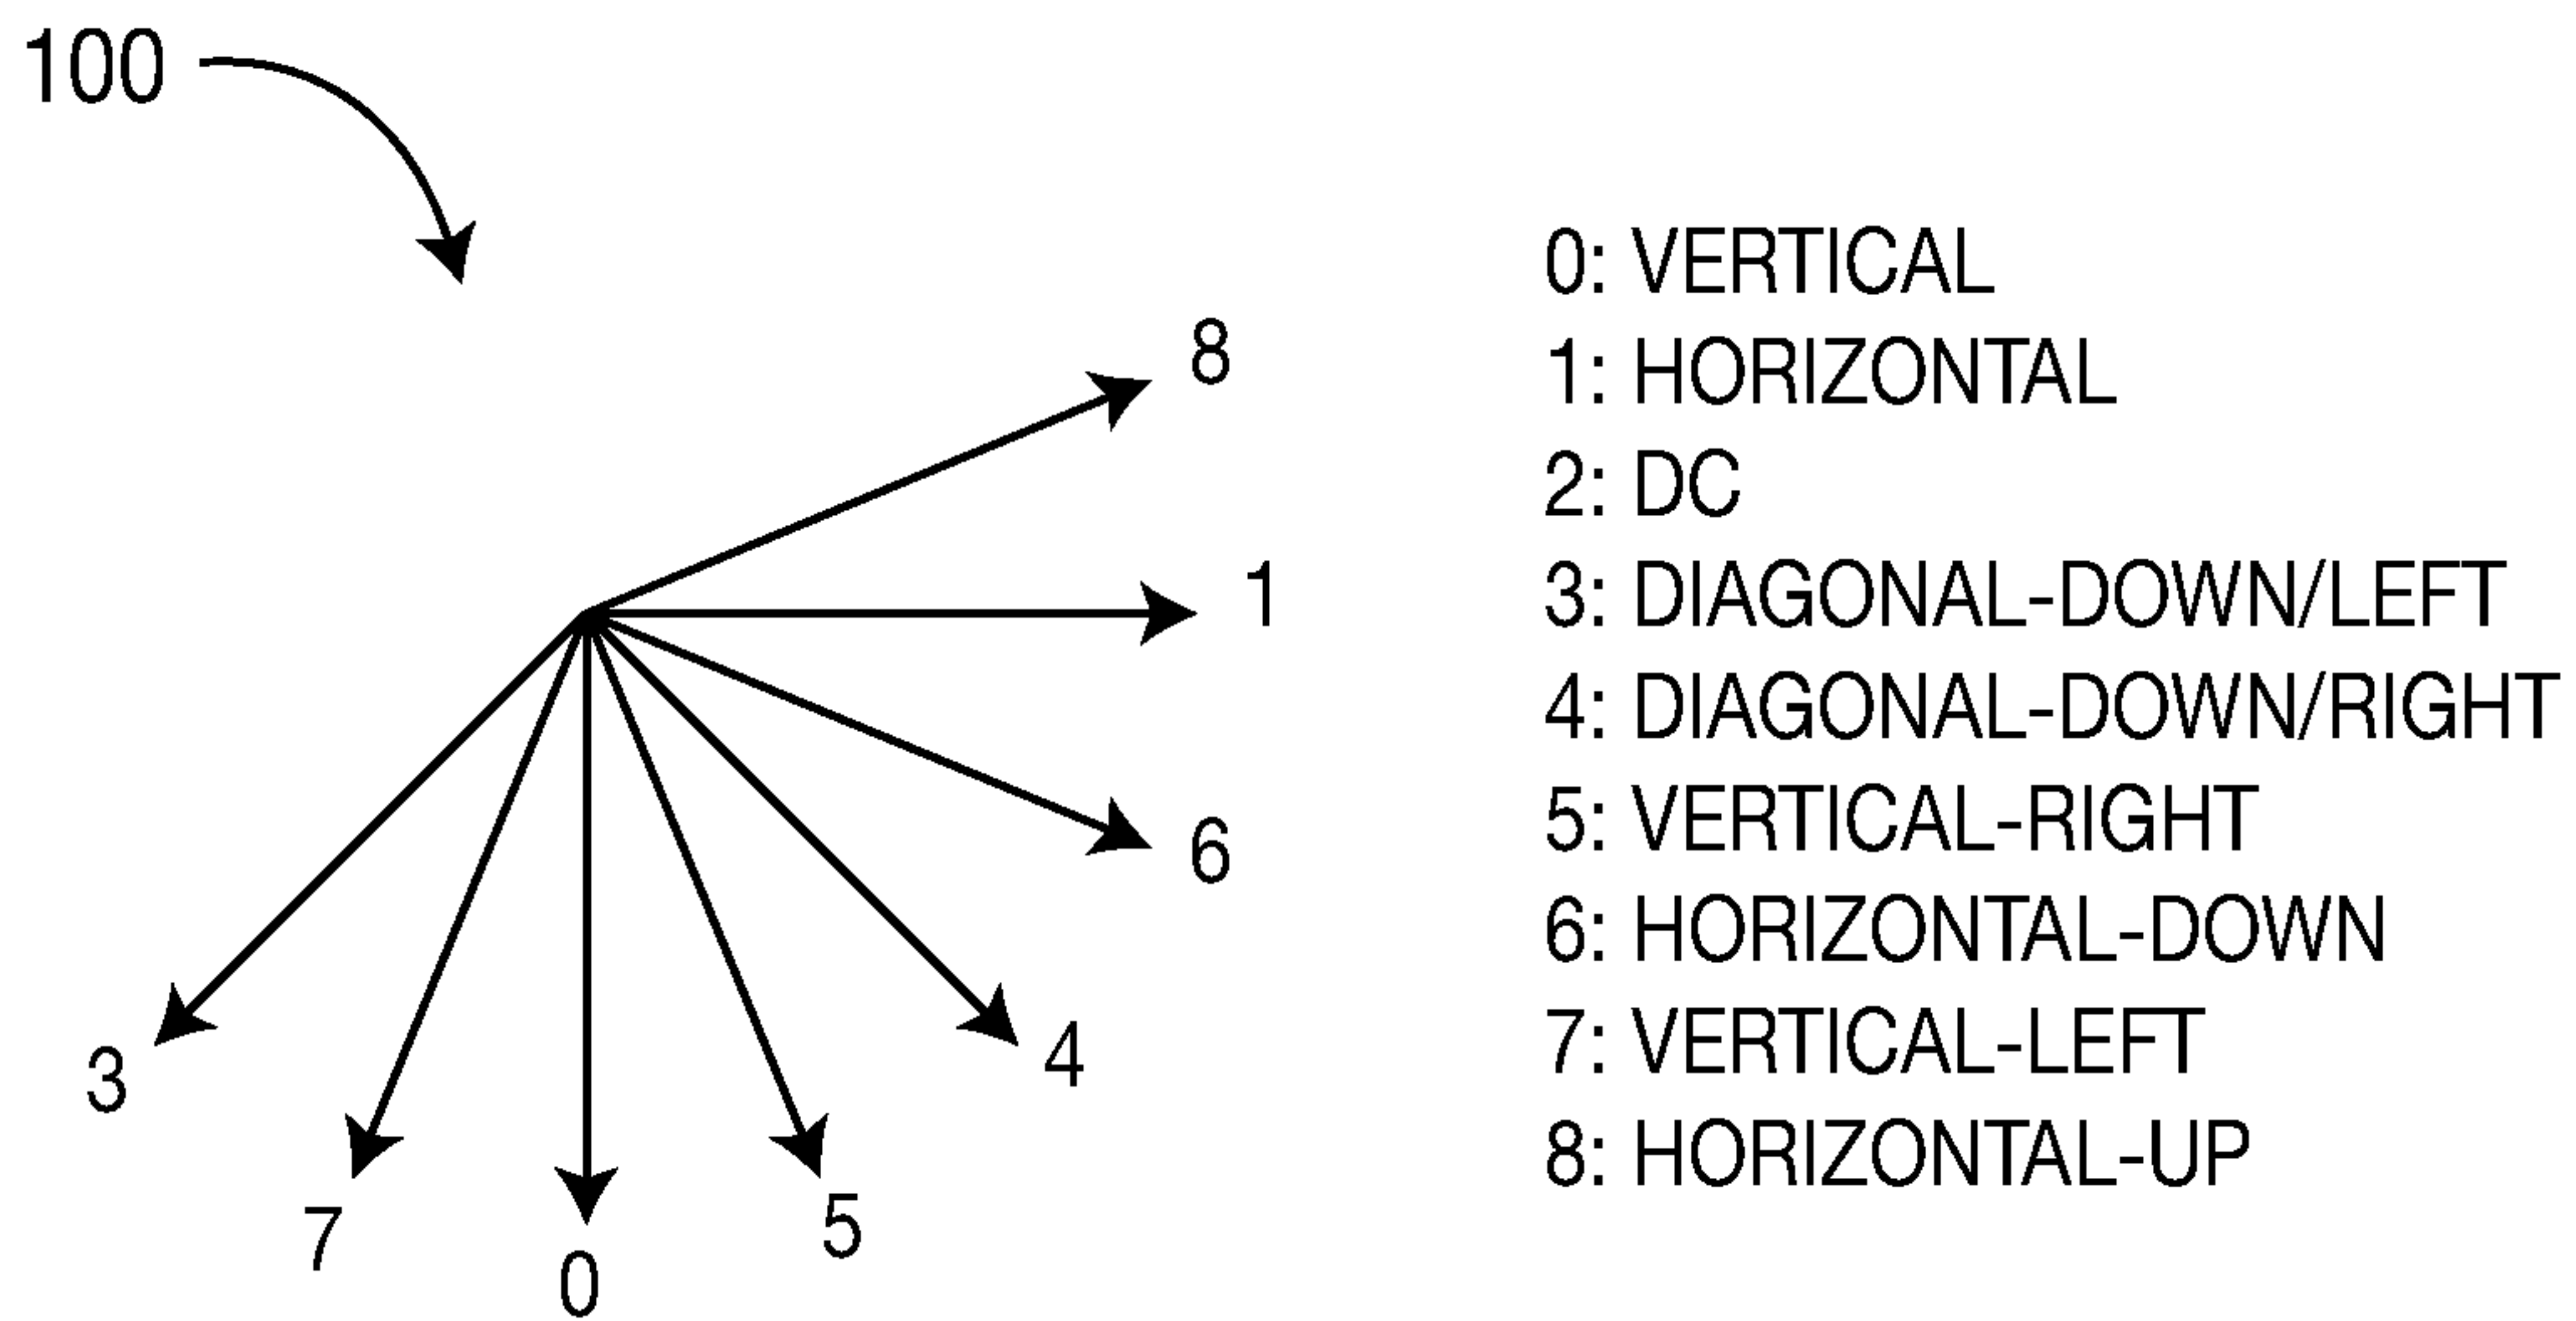 100
8
1
6
4
5
0
7
3
0: VERTICAL
1: HORIZONTAL
2: DC
3: DIAGONAL-DOWN/LEFT
4: DIAGONAL-DOWN/RIGHT
5: VERTICAL-RIGHT
6: HORIZONTAL-DOWN
7: VERTICAL-LEFT
8: HORIZONTAL-UP